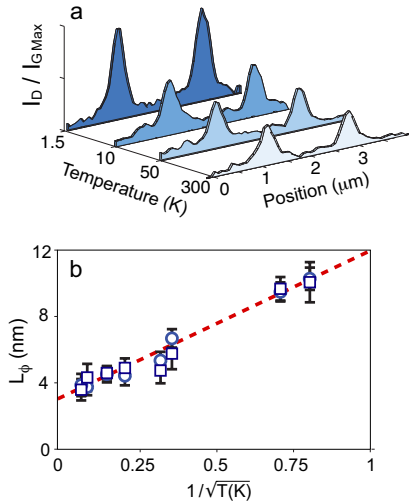 a
I_D / I_G Max
1.5
10
50
300
Temperature (K)
0
1
2
3
Position (μm)
b
12
8
4
0
L_ϕ (nm)
0
0.25
0.50
0.75
1
1/√T(K)